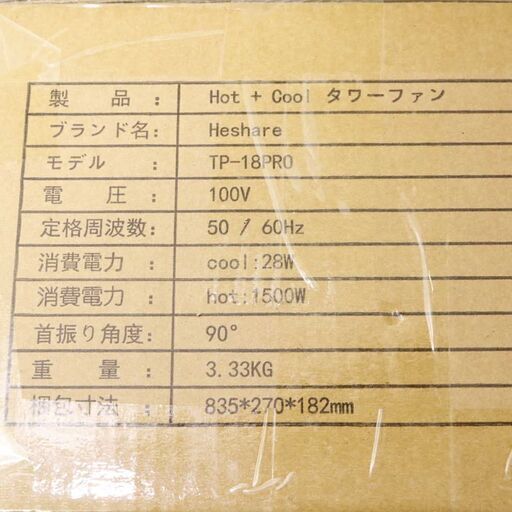 製品： Hot + Cool タワーファン
ブランド名： Heshare
モデル： TP-18PRO
電圧： 100V
定格周波数： 50 / 60Hz
消費電力： cool:28W
消費電力： hot:1500W
首振り角度： 90°
重量： 3.33KG
梱包寸法： 835*270*182mm